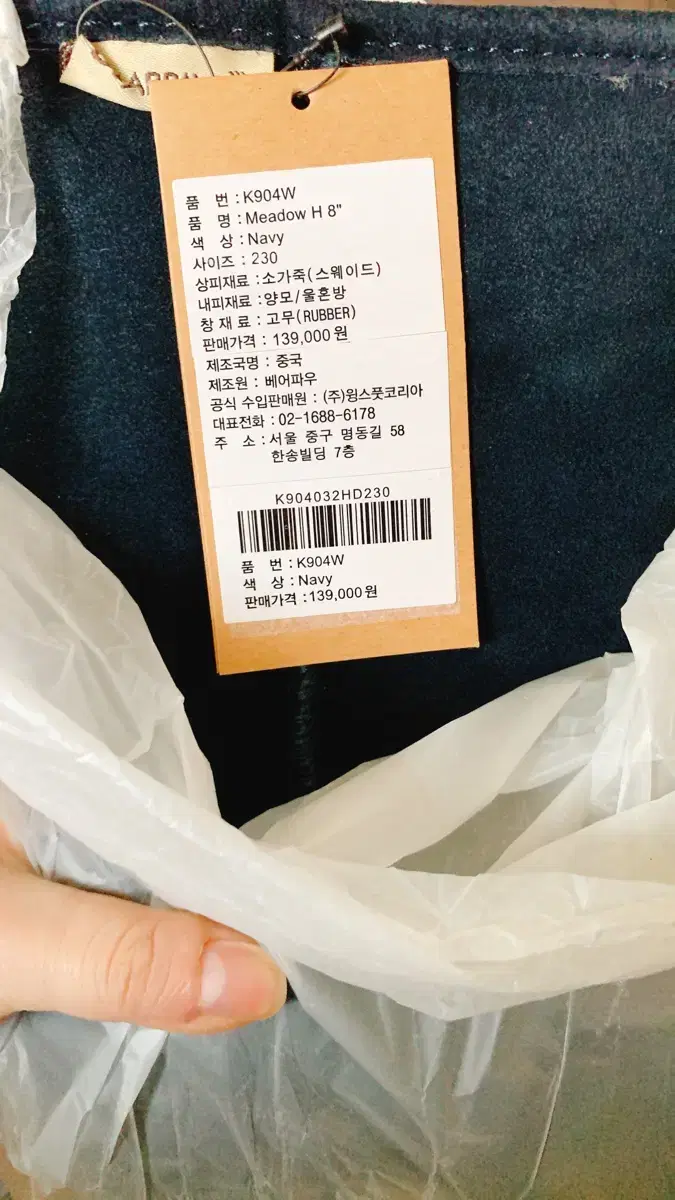 품 번 : K904W
품 명 : Meadow H 8"
색 상 : Navy
사이즈 : 230
상피재료 : 소가죽(스웨이드)
내피재료 : 양모/울혼방
창 재 료 : 고무(RUBBER)
판매가격 : 139,000원
제조국명 : 중국
제조원 : 베어파우
공식 수입판매원 : (주)윙스풋코리아
대표전화 : 02-1688-6178
주 소 : 서울 중구 명동길 58
한송빌딩 7층
K904032HD230
품 번 : K904W
색 상 : Navy
판매가격 : 139,000원